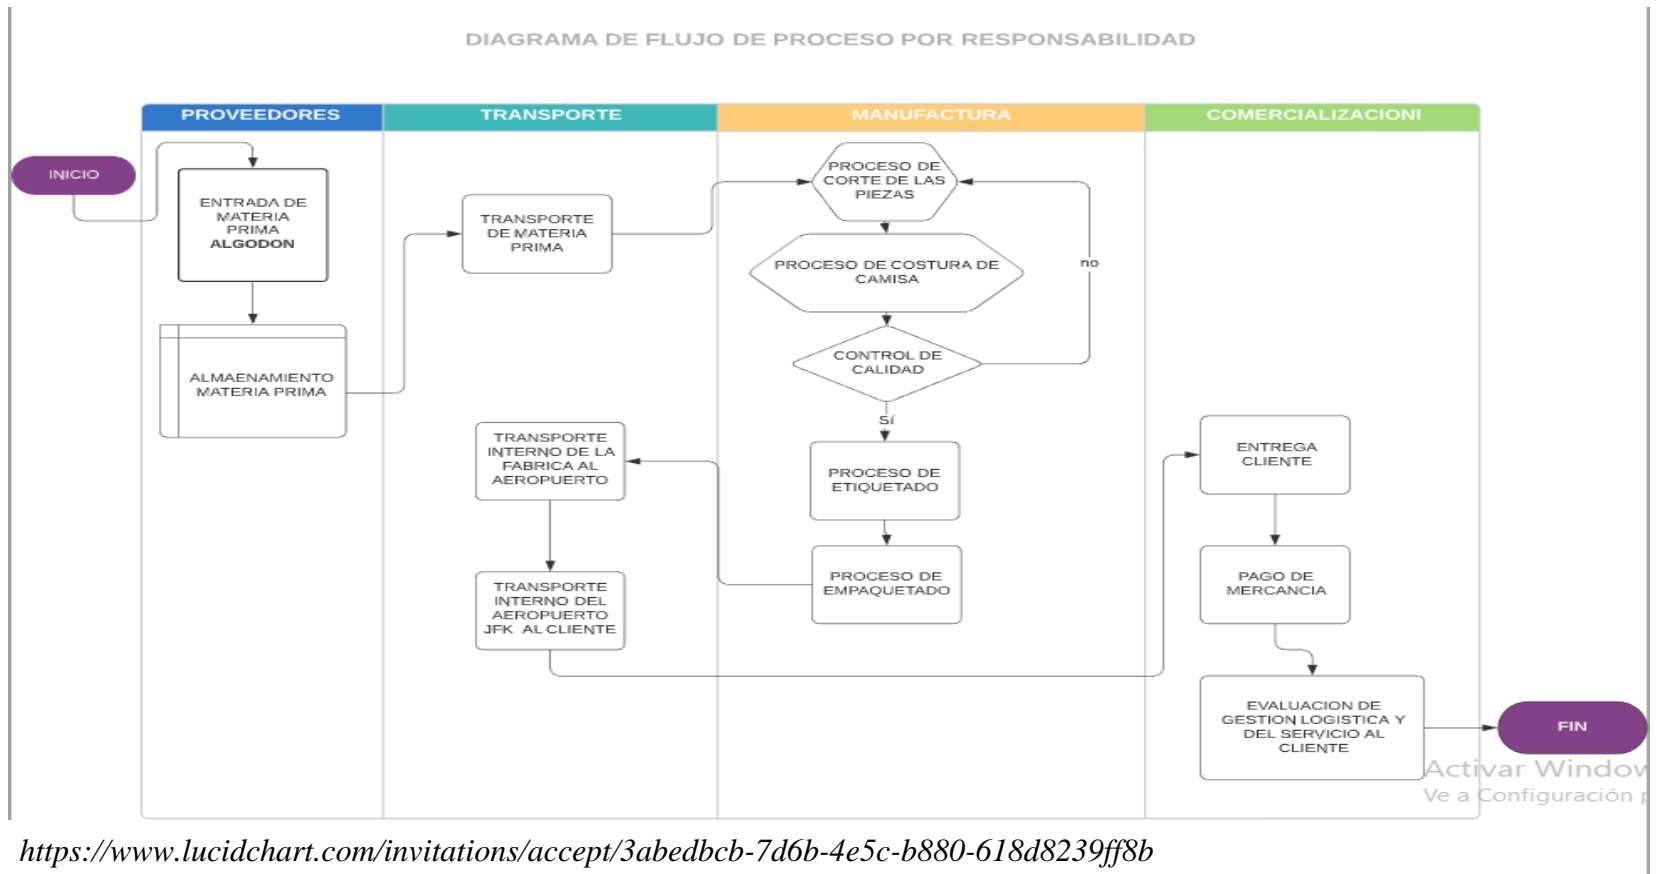 DIAGRAMA DE FLUJO DE PROCESO POR RESPONSABILIDAD
PROVEEDORES
TRANSPORTE
MANUFACTURA
COMERCIALIZACIONI
INICIO
ENTRADA DE
MATERIA
PRIMA
ALGODON
ALMAENAMIENTO
MATERIA PRIMA
TRANSPORTE
DE MATERIA
PRIMA
PROCESO DE
CORTE DE LAS
PIEZAS
PROCESO DE COSTURA DE
CAMISA
no
CONTROL DE
CALIDAD
Sí
PROCESO DE
ETIQUETADO
PROCESO DE
EMPAQUETADO
TRANSPORTE
INTERNO DE LA
FABRICA AL
AEROPUERTO
TRANSPORTE
INTERNO DEL
AEROPUERTO
JFK AL CLIENTE
ENTREGA
CLIENTE
PAGO DE
MERCANCIA
EVALUACION DE
GESTION LOGISTICA Y
DEL SERVICIO AL
CLIENTE
FIN
Activar Window
Ve a Configuración p
https://www.lucidchart.com/invitations/accept/3abedbcb-7d6b-4e5c-b880-618d8239ff8b